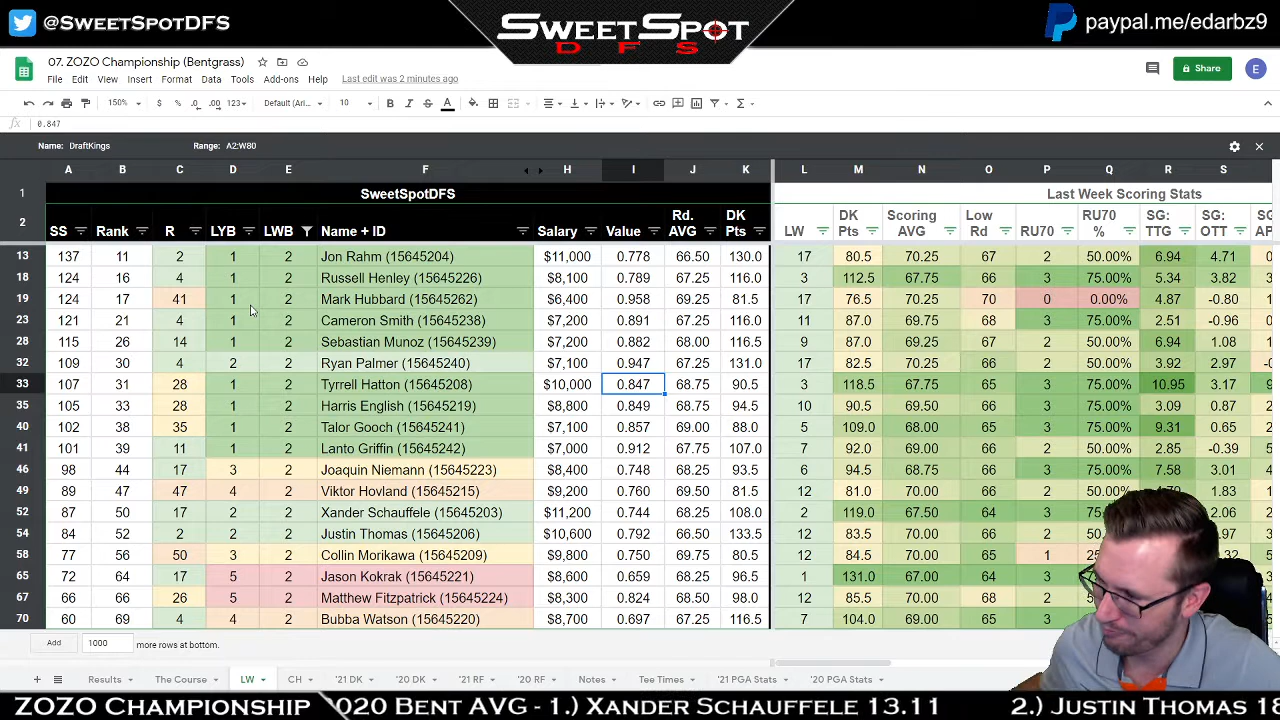 @SweetSpotDFS
SweetSpot
DFS
paypal.me/edarbz9
07. ZOZO Championship (Bentgrass)
File Edit View Insert Format Data Tools Add-ons Help Last edit was 2 minutes ago
Share
E
150% $ % .0 .00 123 Default (Ari... 10 B I S A
fx 0.847
Name: DraftKings Range: A2:W80
A B C D E F H I J K L M N O P Q R S
1 SweetSpotDFS Last Week Scoring Stats
2 SS Rank R LYB LWB Name + ID Salary Value Rd. AVG DK Pts LW DK Pts Scoring AVG Low Rd RU70 RU70 % SG: TTG SG: OTT
13 137 11 2 1 2 Jon Rahm (15645204) $11,000 0.778 66.50 130.0 17 80.5 70.25 67 2 50.00% 6.94 4.71
18 124 16 4 1 2 Russell Henley (15645226) $8,100 0.789 67.25 116.0 3 112.5 67.75 66 3 75.00% 5.34 3.82
19 124 17 41 1 2 Mark Hubbard (15645262) $6,400 0.958 69.25 81.5 17 76.5 70.25 70 0 0.00% 4.87 -0.80
23 121 21 4 1 2 Cameron Smith (15645238) $7,200 0.891 67.25 116.0 11 87.0 69.75 68 3 75.00% 2.51 -0.96
28 115 26 14 1 2 Sebastian Munoz (15645239) $7,200 0.882 68.00 116.0 9 87.0 69.25 67 2 50.00% 6.94 1.08
32 109 30 4 2 2 Ryan Palmer (15645240) $7,100 0.947 67.25 131.0 17 82.5 70.25 66 2 50.00% 3.92 2.97
33 107 31 28 1 2 Tyrrell Hatton (15645208) $10,000 0.847 68.75 90.5 3 118.5 67.75 65 3 75.00% 10.95 3.17
35 105 33 28 1 2 Harris English (15645219) $8,800 0.849 68.75 94.5 10 90.5 69.50 66 3 75.00% 3.09 0.87
40 102 38 35 1 2 Talor Gooch (15645241) $7,100 0.857 69.00 88.0 5 109.0 68.00 65 3 75.00% 9.31 0.65
41 101 39 11 1 2 Lanto Griffin (15645242) $7,000 0.912 67.75 107.0 7 92.0 69.00 66 2 50.00% 2.85 -0.39
46 98 44 17 3 2 Joaquin Niemann (15645223) $8,400 0.748 68.25 93.5 6 94.5 68.75 66 3 75.00% 7.58 3.01
49 89 47 47 4 2 Viktor Hovland (15645215) $9,200 0.760 69.50 81.5 12 81.0 70.00 66 2 50.00% 1.83
52 87 50 17 2 2 Xander Schauffele (15645203) $11,200 0.744 68.25 108.0 2 119.0 67.50 64 3 2.06
54 84 52 2 2 2 Justin Thomas (15645206) $10,600 0.792 66.25 133.5 12 83.5 70.00 65 2
58 77 56 50 3 2 Collin Morikawa (15645209) $9,800 0.750 69.75 80.5 12 84.5 70.00 65 1
65 72 64 17 5 2 Jason Kokrak (15645221) $8,600 0.659 68.25 96.5 1 131.0 67.00 64 3
67 66 66 26 5 2 Matthew Fitzpatrick (15645224) $8,300 0.824 68.50 98.0 12 85.5 70.00 68 2
70 60 69 4 4 2 Bubba Watson (15645220) $8,700 0.697 67.25 116.5 7 104.0 69.00 65 3
Add 1000 more rows at bottom.
Results The Course LW CH '21 DK '20 DK '21 RF '20 RF Notes Tee Times '21 PGA Stats '20 PGA Stats
ZOZO Championship 020 Bent AVG - 1.) Xander Schauffele 13.11 2.) Justin Thomas 18